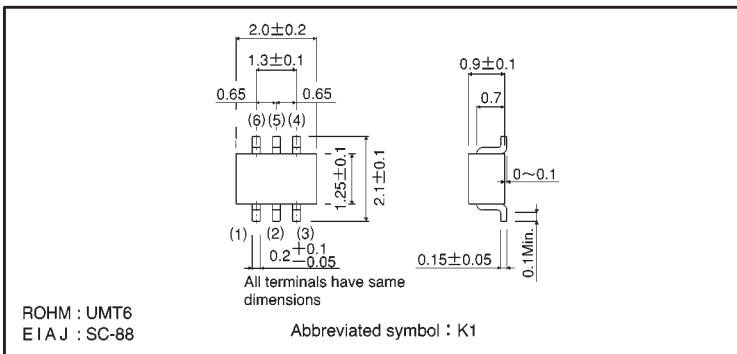 2.0±0.2
1.3±0.1
0.65 0.65
(6) (5) (4)
1.25±0.1
2.1±0.1
(1) (2) (3)
0.2 +0.1 −0.05
All terminals have same
dimensions
0.9±0.1
0.7
0〜0.1
0.15±0.05
0.1Min.
ROHM : UMT6
EIAJ : SC-88
Abbreviated symbol : K1